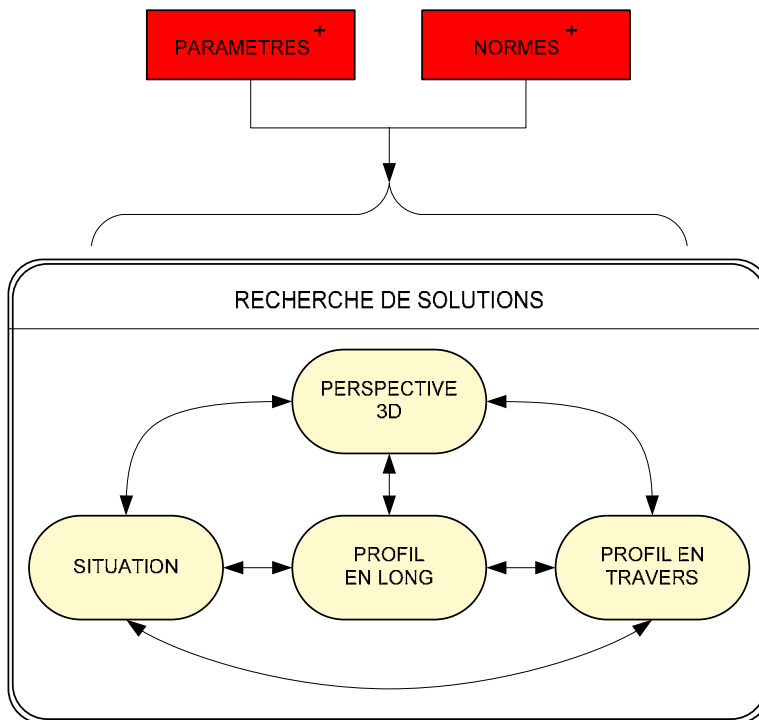 PARAMETRES +
NORMES +
RECHERCHE DE SOLUTIONS
PERSPECTIVE
3D
SITUATION
PROFIL
EN LONG
PROFIL EN
TRAVERS